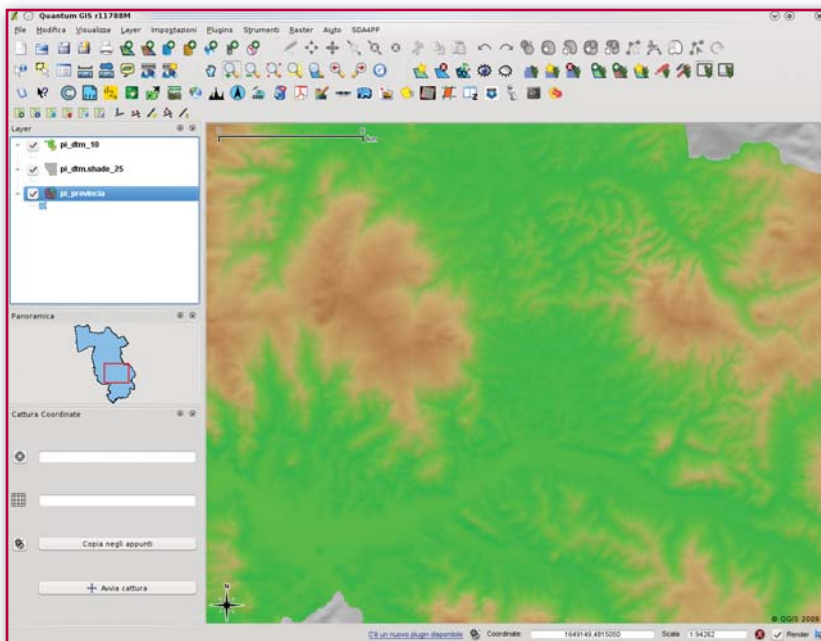 Quantum GIS r11788M
File Modifica Visualizza Layer Impostazioni Plugins Strumenti Raster Aiuto SDA4PP
Layer
pi_dtm_10
pi_dtm.shade_25
pi_provincia
Panoramica
Cattura Coordinate
Copia negli appunti
Avvia cattura
km
N
© QGIS 2009
C'è un nuovo plugin disponibile Coordinate: 1649149,4815050 Scala 1:94262 Render